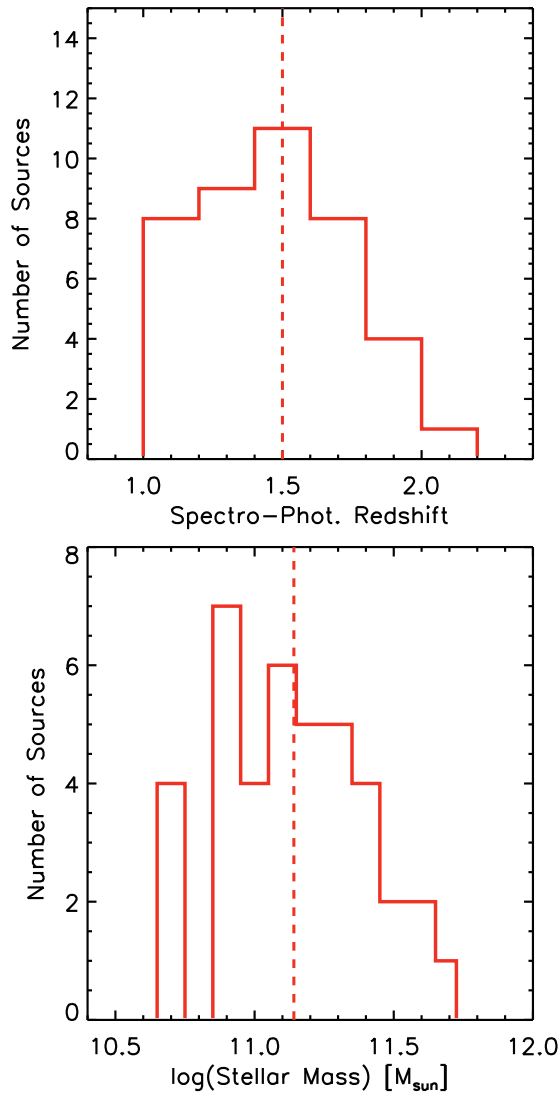 14
12
10
8
6
4
2
0
Number of Sources
1.0 1.5 2.0
Spectro-Phot. Redshift
8
6
4
2
0
Number of Sources
10.5 11.0 11.5 12.0
log(Stellar Mass) [Msun]